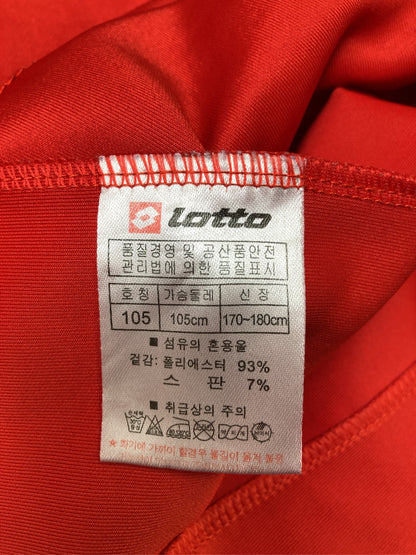 lotto
품질경영 및 공산품안전
관리법에 의한 품질표시
호칭 가슴둘레 신장
105 105cm 170~180cm
■ 섬유의 혼용율
겉감: 폴리에스터 93%
스판 7%
■ 취급상의 주의